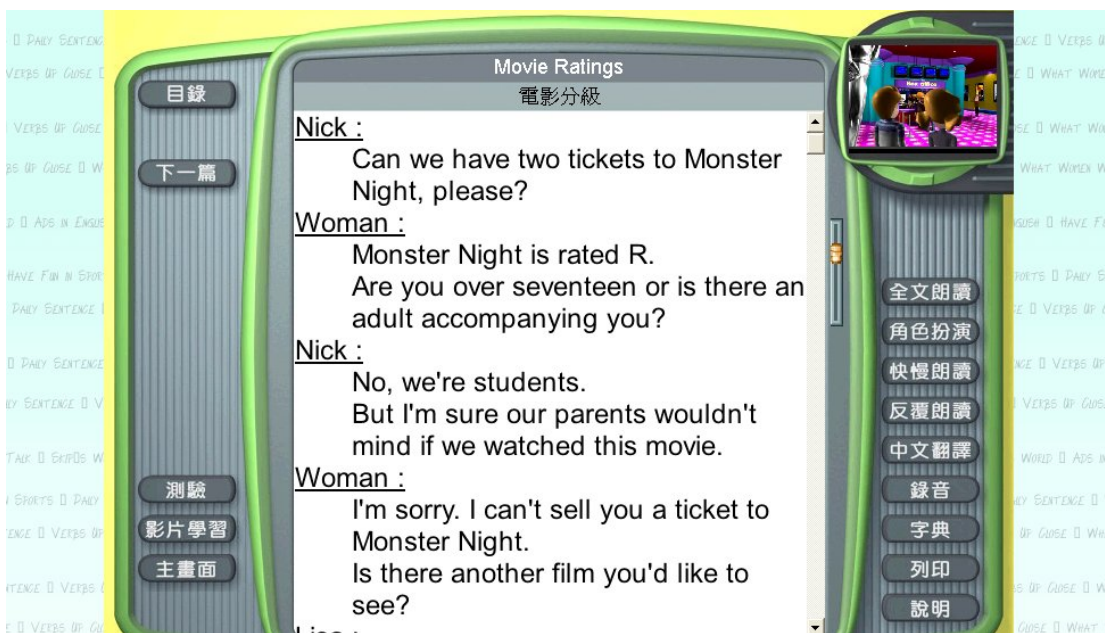 Movie Ratings
電影分級
目錄
下一篇
測驗
影片學習
主畫面
Nick :
Can we have two tickets to Monster
Night, please?
Woman :
Monster Night is rated R.
Are you over seventeen or is there an
adult accompanying you?
Nick :
No, we're students.
But I'm sure our parents wouldn't
mind if we watched this movie.
Woman :
I'm sorry. I can't sell you a ticket to
Monster Night.
Is there another film you'd like to
see?
全文朗讀
角色扮演
快慢朗讀
反覆朗讀
中文翻譯
錄音
字典
列印
說明